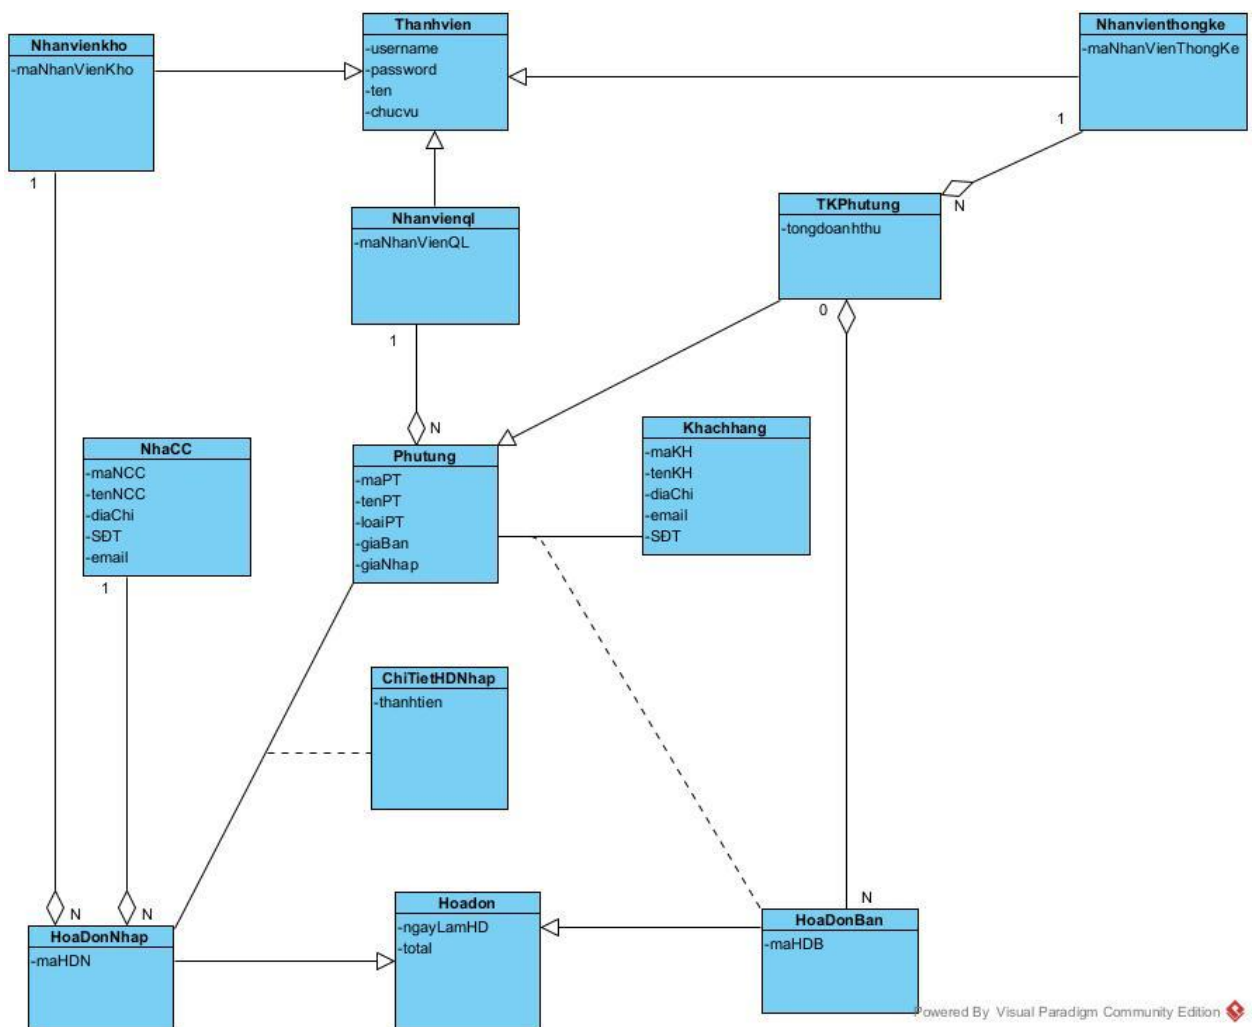 Thanhvien
-username
-password
-ten
-chucvu
Nhanvienkho
-maNhanVienKho
Nhanvienthongke
-maNhanVienThongKe
1
1
Nhanvienql
-maNhanVienQL
TKPhutung
-tongdoanhthu
N
1
0
N
NhaCC
-maNCC
-tenNCC
-diaChi
-SĐT
-email
1
Phutung
-maPT
-tenPT
-loaiPT
-giaBan
-giaNhap
Khachhang
-maKH
-tenKH
-diaChi
-email
-SĐT
ChiTietHDNhap
-thanhtien
N
N
N
HoaDonNhap
-maHDN
Hoadon
-ngayLamHD
-total
HoaDonBan
-maHDB
Powered By Visual Paradigm Community Edition